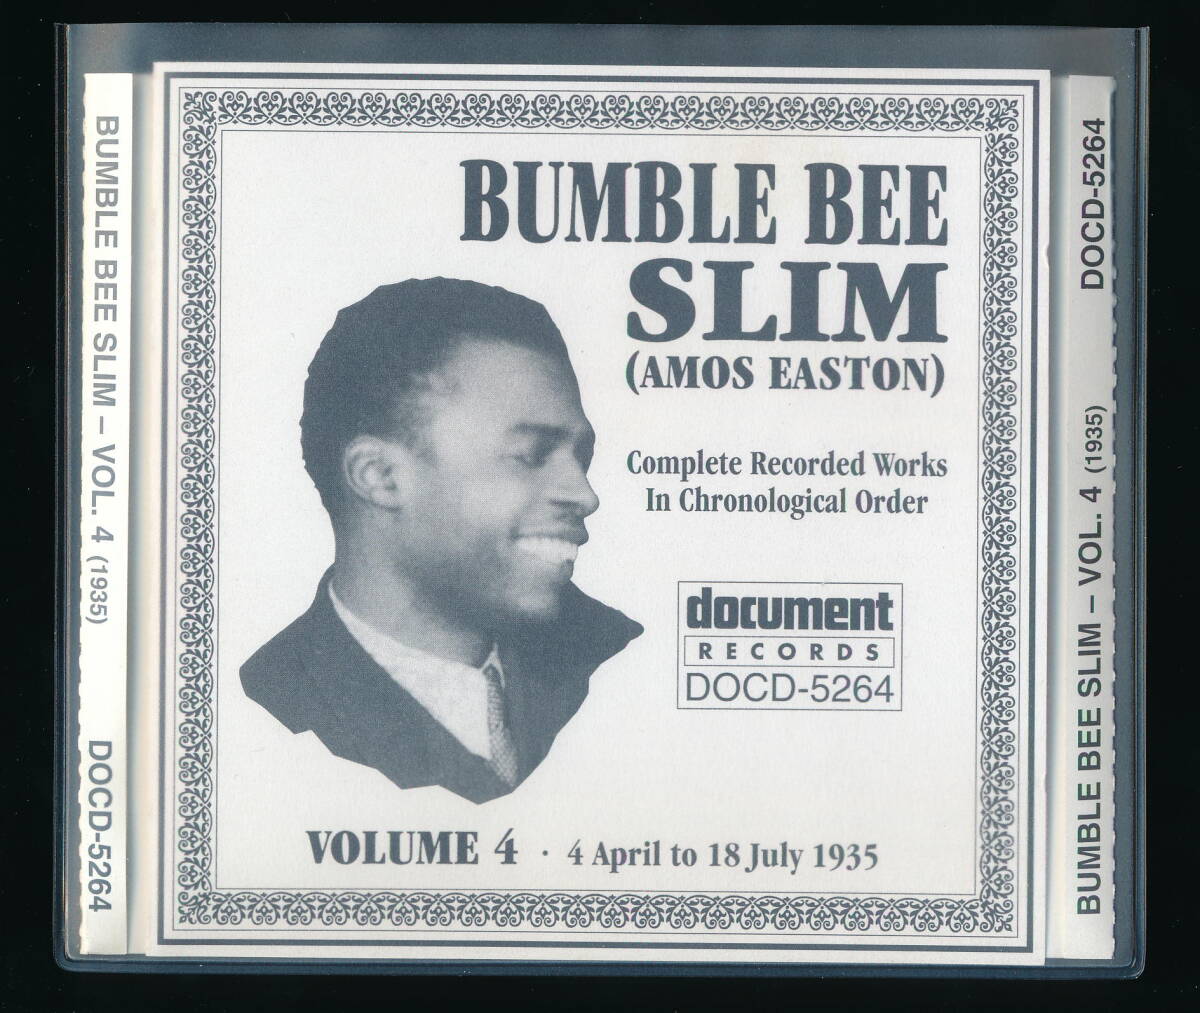 BUMBLE BEE SLIM – VOL. 4 (1935) DOCD-5264
BUMBLE BEE
SLIM
(AMOS EASTON)
Complete Recorded Works
In Chronological Order
document
RECORDS
DOCD-5264
VOLUME 4 · 4 April to 18 July 1935
BUMBLE BEE SLIM – VOL. 4 (1935) DOCD-5264